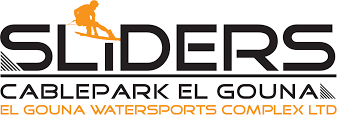 SLIDERS
CABLEPARK EL GOUNA
EL GOUNA WATERSPORTS COMPLEX LTD